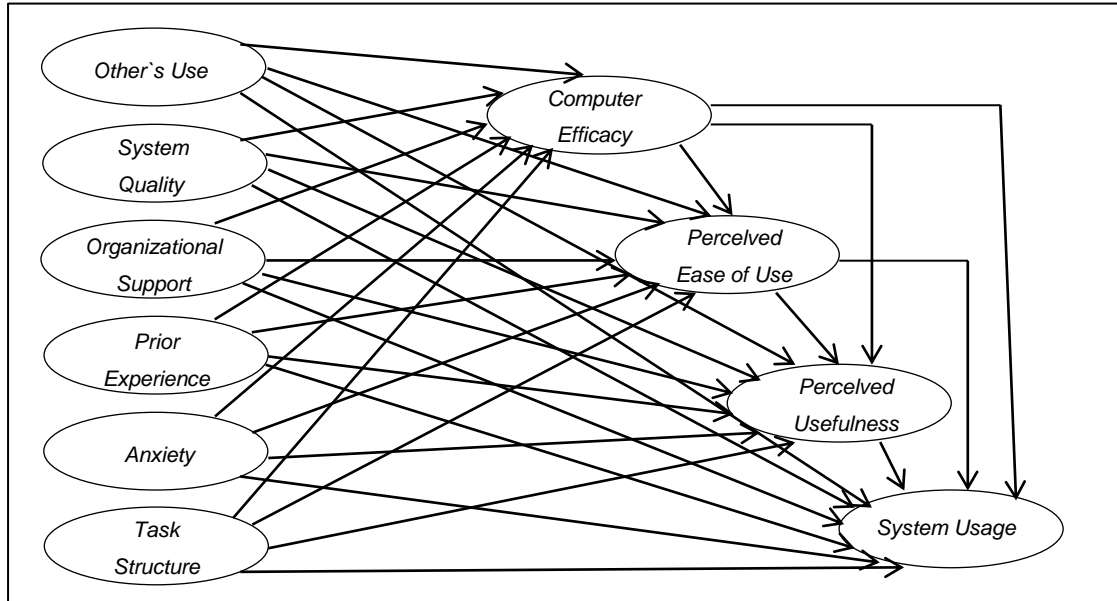 Other`s Use
System
Quality
Organizational
Support
Prior
Experience
Anxiety
Task
Structure
Computer
Efficacy
Percelved
Ease of Use
Percelved
Usefulness
System Usage